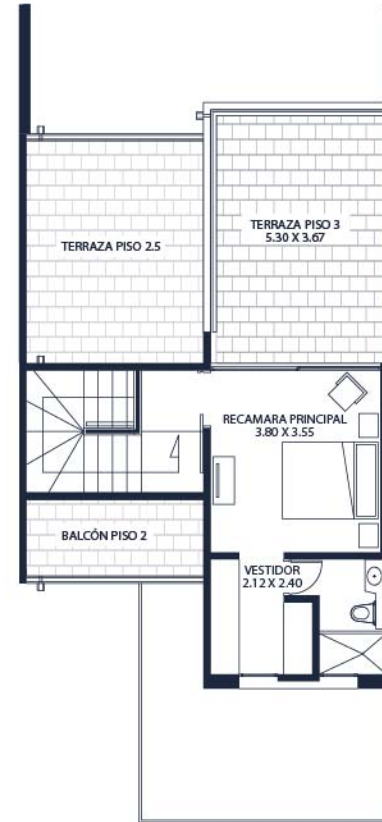 TERRAZA PISO 2.5
TERRAZA PISO 3
5.30 X 3.67
RECAMARA PRINCIPAL
3.80 X 3.55
BALCÓN PISO 2
VESTIDOR
2.12 X 2.40